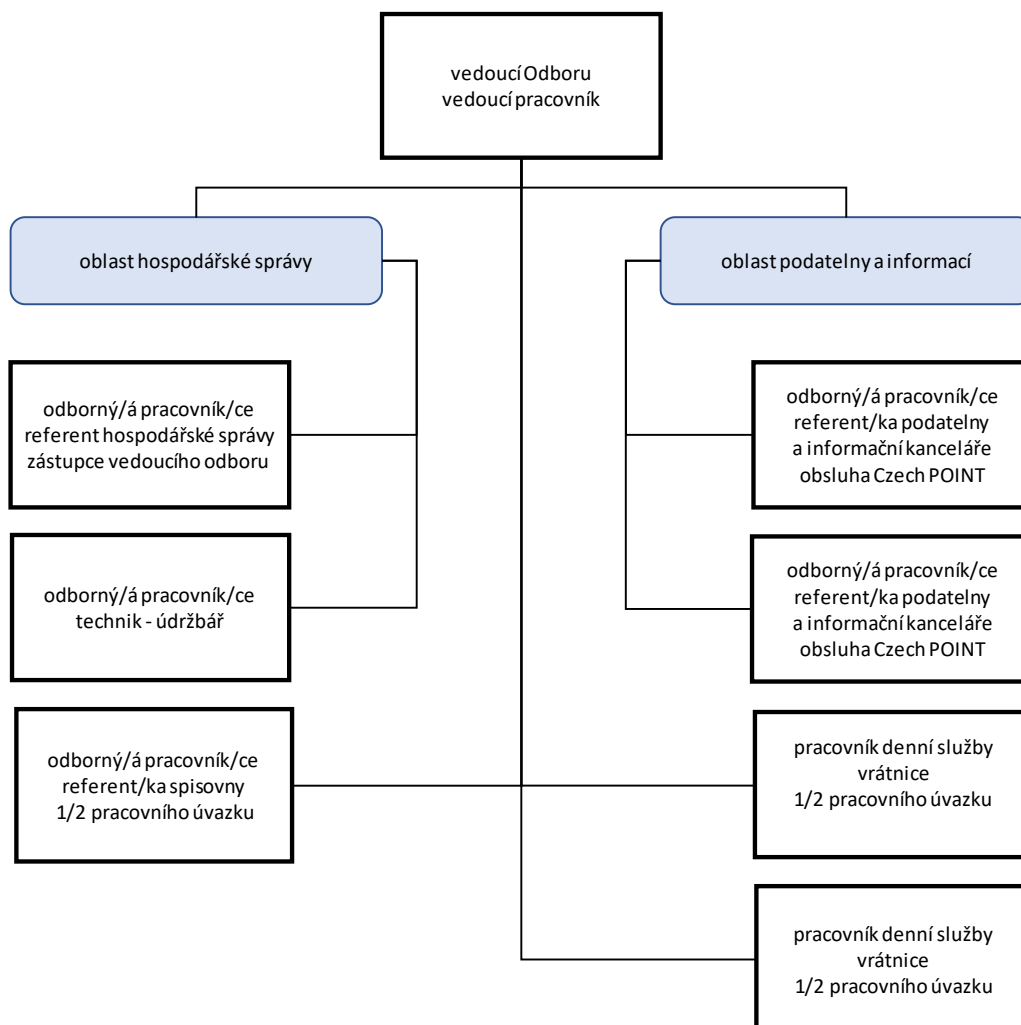 vedoucí Odboru
vedoucí pracovník
oblast hospodářské správy
oblast podatelny a informací
odborný/á pracovník/ce
referent hospodářské správy
zástupce vedoucího odboru
odborný/á pracovník/ce
referent/ka podatelny
a informační kanceláře
obsluha Czech POINT
odborný/á pracovník/ce
technik - údržbář
odborný/á pracovník/ce
referent/ka podatelny
a informační kanceláře
obsluha Czech POINT
odborný/á pracovník/ce
referent/ka spisovny
1/2 pracovního úvazku
pracovník denní služby
vrátnice
1/2 pracovního úvazku
pracovník denní služby
vrátnice
1/2 pracovního úvazku